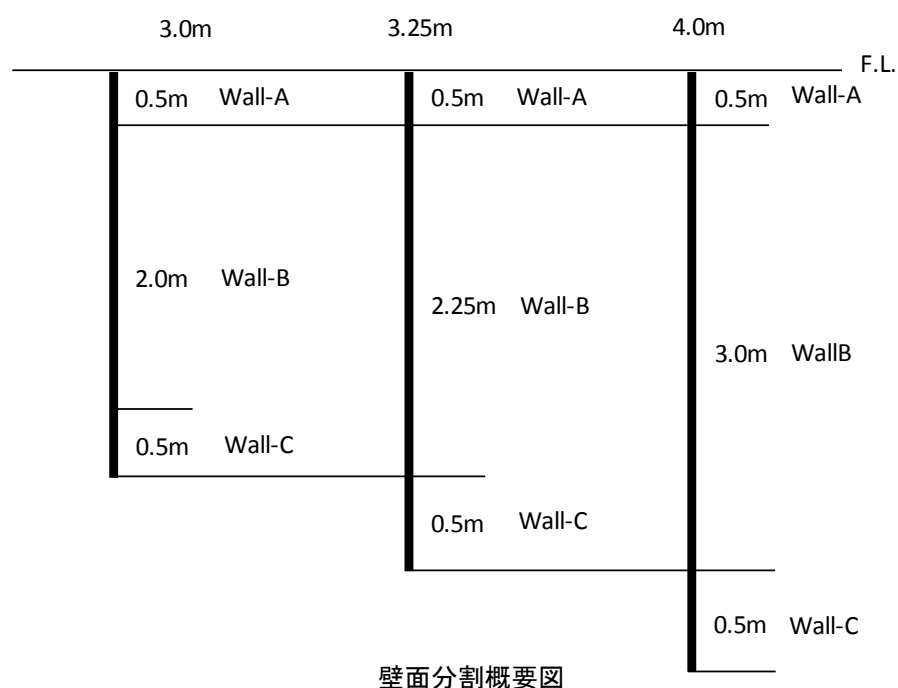 3.0m 3.25m 4.0m
F.L.
0.5m Wall-A 0.5m Wall-A 0.5m Wall-A
2.0m Wall-B
2.25m Wall-B
3.0m WallB
0.5m Wall-C
0.5m Wall-C
0.5m Wall-C
壁面分割概要図